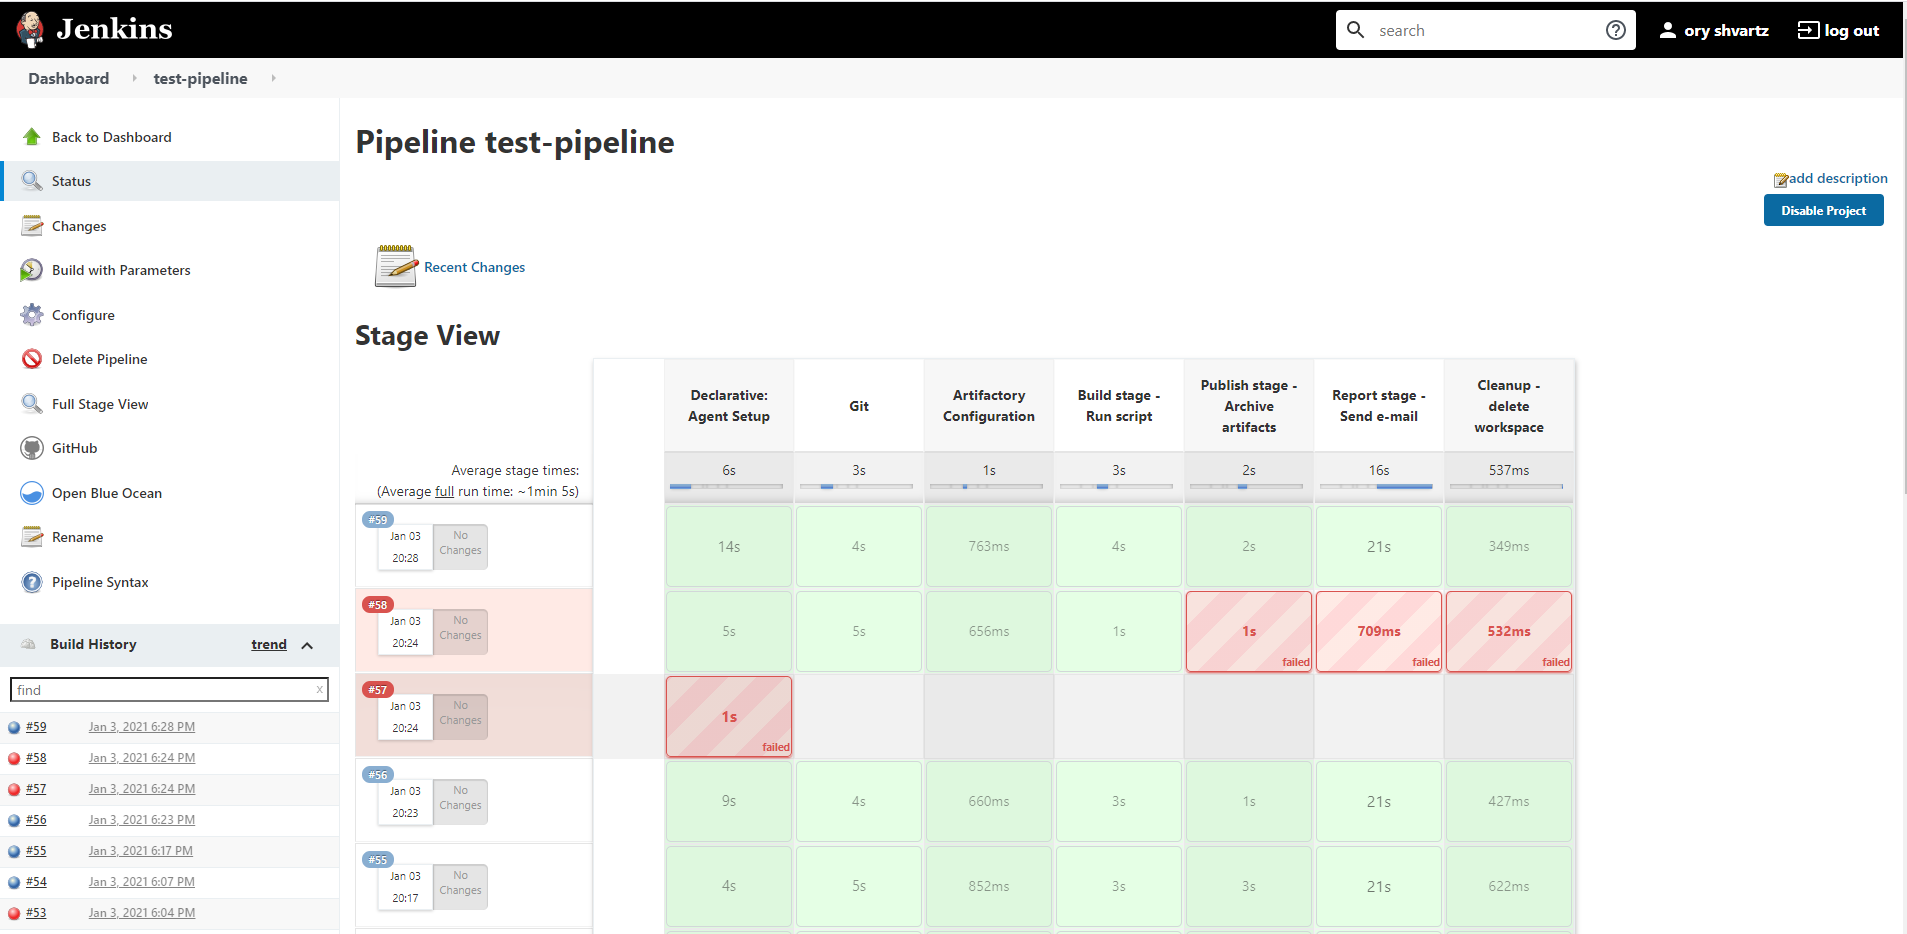 Jenkins
search
ory shvartz
log out
Dashboard
test-pipeline
Back to Dashboard
Status
Changes
Build with Parameters
Configure
Delete Pipeline
Full Stage View
GitHub
Open Blue Ocean
Rename
Pipeline Syntax
Build History
trend
find
x
#59 Jan 3, 2021 6:28 PM
#58 Jan 3, 2021 6:24 PM
#57 Jan 3, 2021 6:24 PM
#56 Jan 3, 2021 6:23 PM
#55 Jan 3, 2021 6:17 PM
#54 Jan 3, 2021 6:07 PM
#53 Jan 3, 2021 6:04 PM
Pipeline test-pipeline
add description
Disable Project
Recent Changes
Stage View
Declarative:
Agent Setup
Git
Artifactory
Configuration
Build stage -
Run script
Publish stage -
Archive
artifacts
Report stage -
Send e-mail
Cleanup -
delete
workspace
Average stage times:
(Average full run time: ~1min 5s)
6s
3s
1s
3s
2s
16s
537ms
#59
Jan 03
20:28
No
Changes
14s
4s
763ms
4s
2s
21s
349ms
#58
Jan 03
20:24
No
Changes
5s
5s
656ms
1s
1s
failed
709ms
failed
532ms
failed
#57
Jan 03
20:24
No
Changes
1s
failed
#56
Jan 03
20:23
No
Changes
9s
4s
660ms
3s
1s
21s
427ms
#55
Jan 03
20:17
No
Changes
4s
5s
852ms
3s
3s
21s
622ms